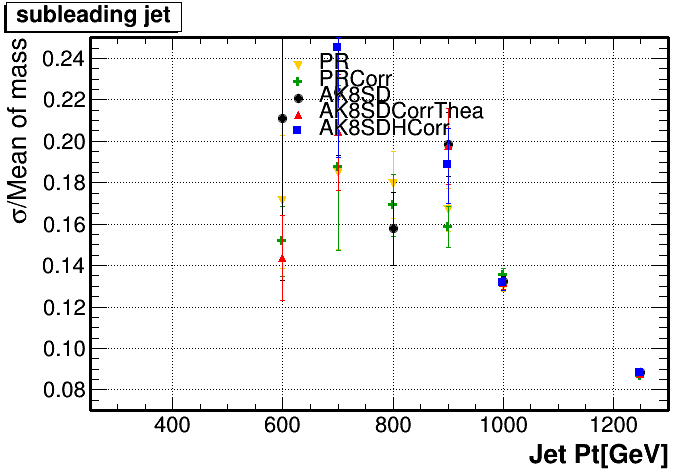 subleading jet
σ/Mean of mass
0.24
0.22
0.20
0.18
0.16
0.14
0.12
0.10
0.08
PR
PRCorr
AK8SD
AK8SDCorrThea
AK8SDHCorr
400 600 800 1000 1200
Jet Pt[GeV]